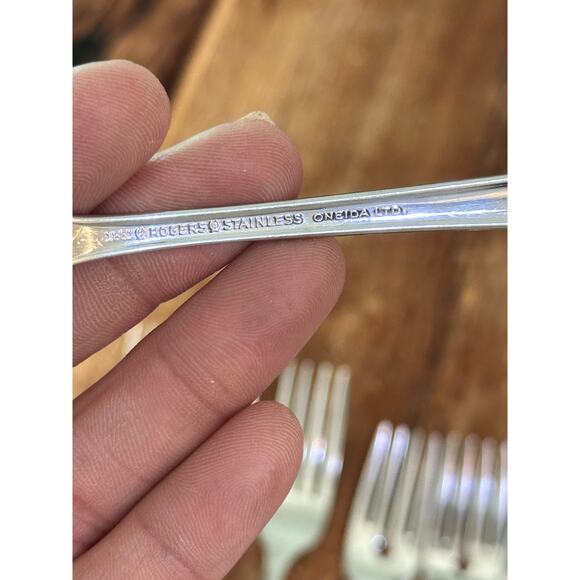 ROGERS STAINLESS ONEIDA LTD.